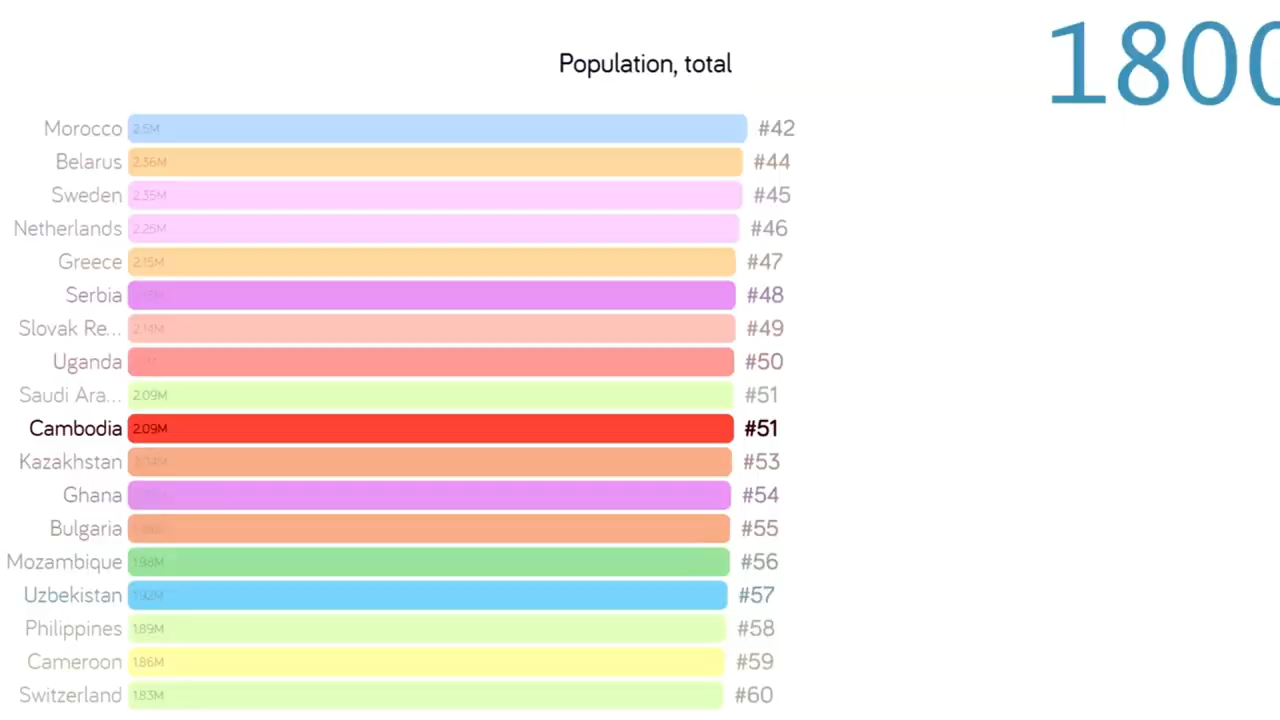 1800
Population, total
Morocco 2.5M #42
Belarus 2.36M #44
Sweden 2.35M #45
Netherlands 2.25M #46
Greece 2.15M #47
Serbia #48
Slovak Re... 2.14M #49
Uganda #50
Saudi Ara... 2.09M #51
Cambodia 2.09M #51
Kazakhstan #53
Ghana #54
Bulgaria #55
Mozambique 1.98M #56
Uzbekistan 1.92M #57
Philippines 1.89M #58
Cameroon 1.86M #59
Switzerland 1.83M #60